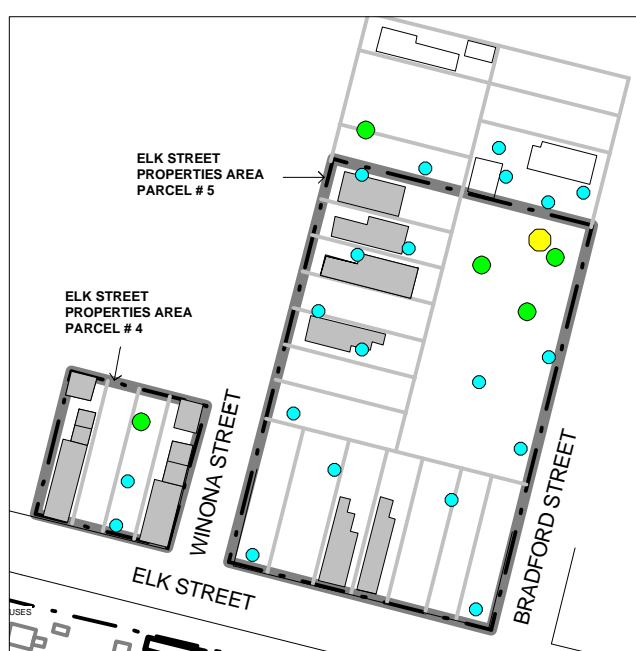 ELK STREET
PROPERTIES AREA
PARCEL # 5
ELK STREET
PROPERTIES AREA
PARCEL # 4
WINONA STREET
BRADFORD STREET
ELK STREET
USES